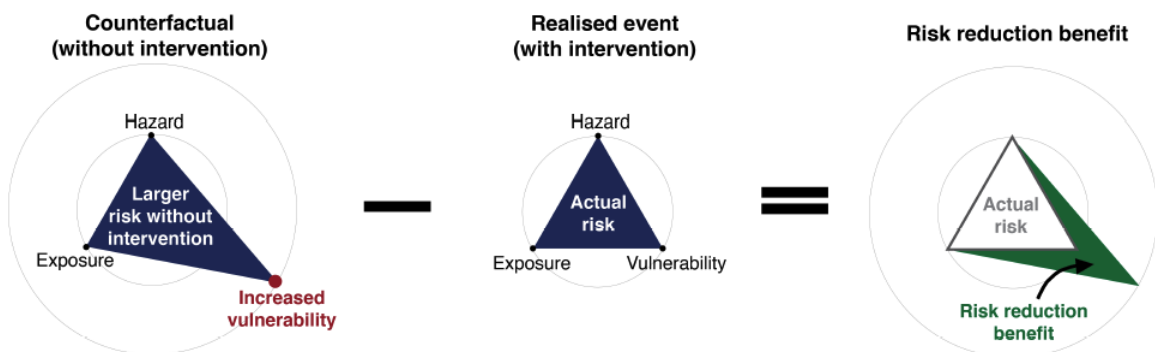 Counterfactual
(without intervention)
Hazard
Larger
risk without
intervention
Exposure
Increased
vulnerability
Realised event
(with intervention)
Hazard
Actual
risk
Exposure
Vulnerability
Risk reduction benefit
Actual
risk
Risk reduction
benefit